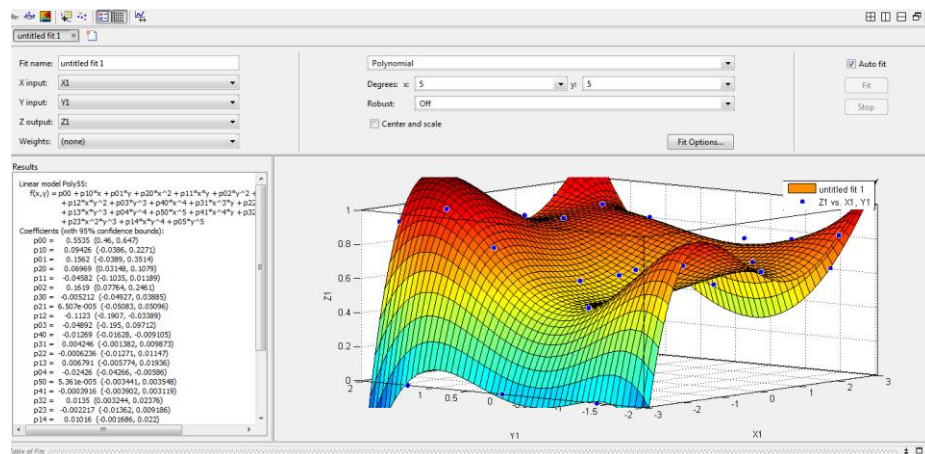 untitled fit 1
Fit name: untitled fit 1
X input: X1
Y input: Y1
Z output: Z1
Weights: (none)
Polynomial
Degrees: x: 5 y: 5
Robust: Off
Center and scale
Fit Options...
Auto fit
Fit
Stop
Results
Linear model Poly55:
f(x,y) = p00 + p10*x + p01*y + p20*x^2 + p11*x*y + p02*y^2 +
+ p12*x*y^2 + p03*y^3 + p40*x^4 + p31*x^3*y + p22
+ p13*x*y^3 + p04*y^4 + p50*x^5 + p41*x^4*y + p32
+ p23*x^2*y^3 + p14*x*y^4 + p05*y^5
Coefficients (with 95% confidence bounds):
p00 = 0.5535 (0.46, 0.647)
p10 = 0.09426 (-0.0386, 0.2271)
p01 = 0.1562 (-0.0389, 0.3514)
p20 = 0.06969 (0.03148, 0.1079)
p11 = -0.04582 (-0.1035, 0.01189)
p02 = 0.1619 (0.07764, 0.2461)
p30 = -0.005212 (-0.04927, 0.03885)
p21 = 6.507e-005 (-0.05083, 0.05096)
p12 = -0.1123 (-0.1907, -0.03389)
p03 = -0.04892 (-0.195, 0.09712)
p40 = -0.01269 (-0.01628, -0.009105)
p31 = 0.004246 (-0.001382, 0.009873)
p22 = -0.0006236 (-0.01271, 0.01147)
p13 = 0.006791 (-0.005774, 0.01936)
p04 = -0.02426 (-0.04266, -0.00586)
p50 = 5.361e-005 (-0.003441, 0.003548)
p41 = -0.0003916 (-0.003902, 0.003119)
p32 = 0.0135 (0.003244, 0.02376)
p23 = -0.002217 (-0.01362, 0.009186)
p14 = 0.01016 (-0.001686, 0.022)
untitled fit 1
Z1 vs. X1, Y1
1
0.8
0.6
0.4
0.2
0
Z1
2 1 0.5 0 -1 -1.5 -2 -3
Y1
-2 -1 0 1 2 3
X1
Table of Fits